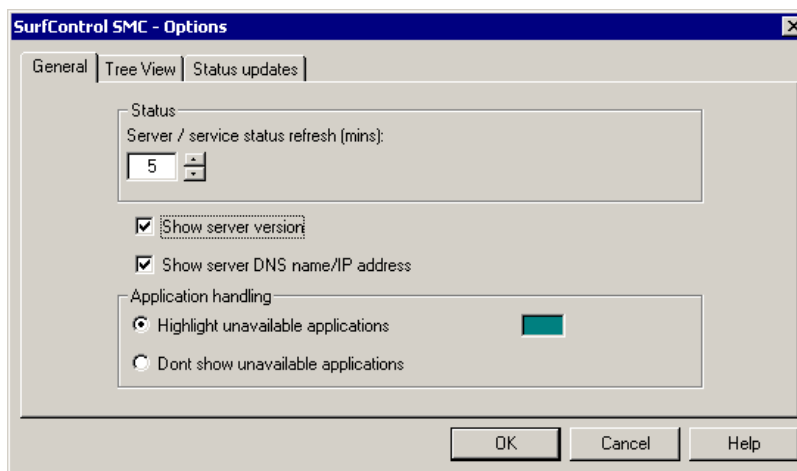 SurfControl SMC - Options
General Tree View Status updates
Status
Server / service status refresh (mins):
5
Show server version
Show server DNS name/IP address
Application handling
Highlight unavailable applications
Dont show unavailable applications
OK Cancel Help